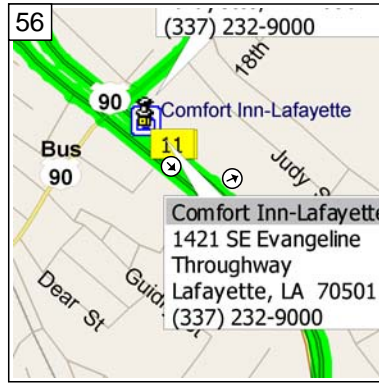 56
(337) 232-9000
18th
90
Comfort Inn-Lafayette
11
Bus
90
Judy S
Comfort Inn-Lafayette
1421 SE Evangeline
Throughway
Lafayette, LA 70501
(337) 232-9000
Dear St
Guid
St